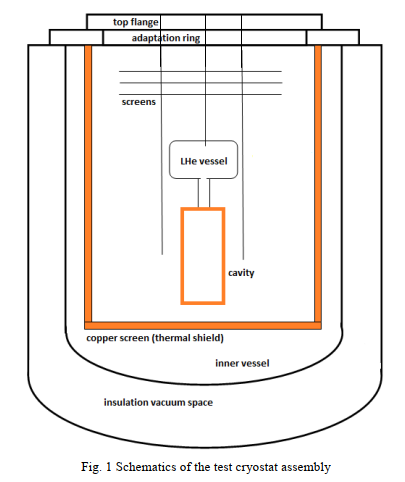 top flange
adaptation ring
screens
LHe vessel
cavity
copper screen (thermal shield)
inner vessel
insulation vacuum space
Fig. 1 Schematics of the test cryostat assembly